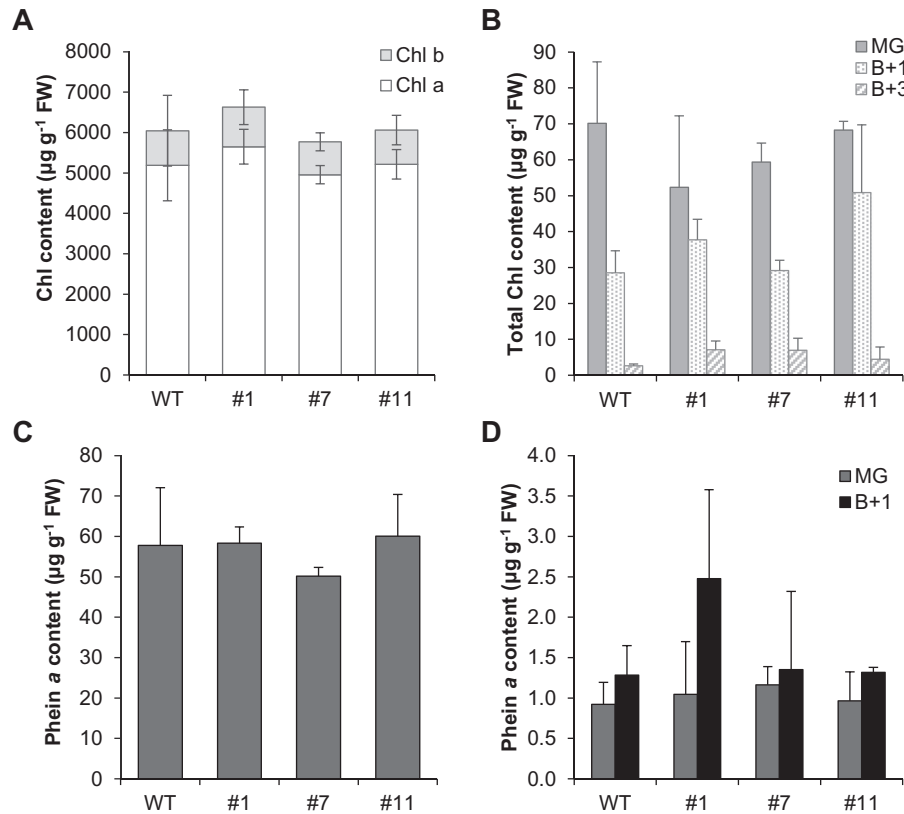 A
Chl content (µg g⁻¹ FW)
8000
7000
6000
5000
4000
3000
2000
1000
0
Chl b
Chl a
WT #1 #7 #11
B
Total Chl content (µg g⁻¹ FW)
90
80
70
60
50
40
30
20
10
0
MG
B+1
B+3
WT #1 #7 #11
C
Phein a content (µg g⁻¹ FW)
80
70
60
50
40
30
20
10
0
WT #1 #7 #11
D
Phein a content (µg g⁻¹ FW)
4.0
3.5
3.0
2.5
2.0
1.5
1.0
0.5
0.0
MG
B+1
WT #1 #7 #11